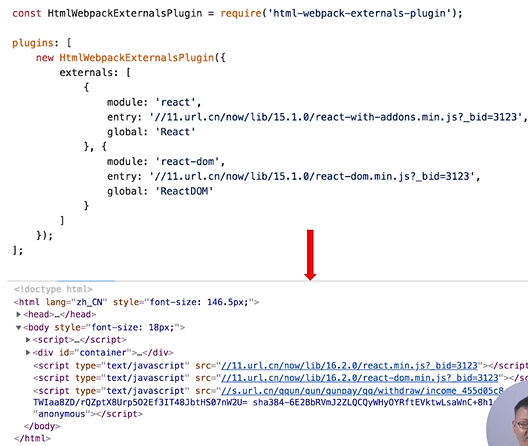 const HtmlWebpackExternalsPlugin = require('html-webpack-externals-plugin');
plugins: [
new HtmlWebpackExternalsPlugin({
externals: [
{
module: 'react',
entry: '//11.url.cn/now/lib/15.1.0/react-with-addons.min.js?_bid=3123',
global: 'React'
}, {
module: 'react-dom',
entry: '//11.url.cn/now/lib/15.1.0/react-dom.min.js?_bid=3123',
global: 'ReactDOM'
}
]
});
];
<!doctype html>
<html lang="zh_CN" style="font-size: 146.5px;">
<head>…</head>
<body style="font-size: 18px;">
<script>…</script>
<div id="container">…</div>
<script type="text/javascript" src="//11.url.cn/now/lib/16.2.0/react.min.js?_bid=3123"></script
<script type="text/javascript" src="//11.url.cn/now/lib/16.2.0/react-dom.min.js?_bid=3123"></script
<script type="text/javascript" src="//s.url.cn/qqun/qun/qunpay/qq/withdraw/income_455d05c8
TWIaa8ZD/rQZptX8Urp5O2Ef3IT48JbtHS07nW2U= sha384-6E2BbRVmJ2ZLQCQyWHyOYRftEVktwLsaWnC+8h1
"anonymous"></script>
</body>
</html>